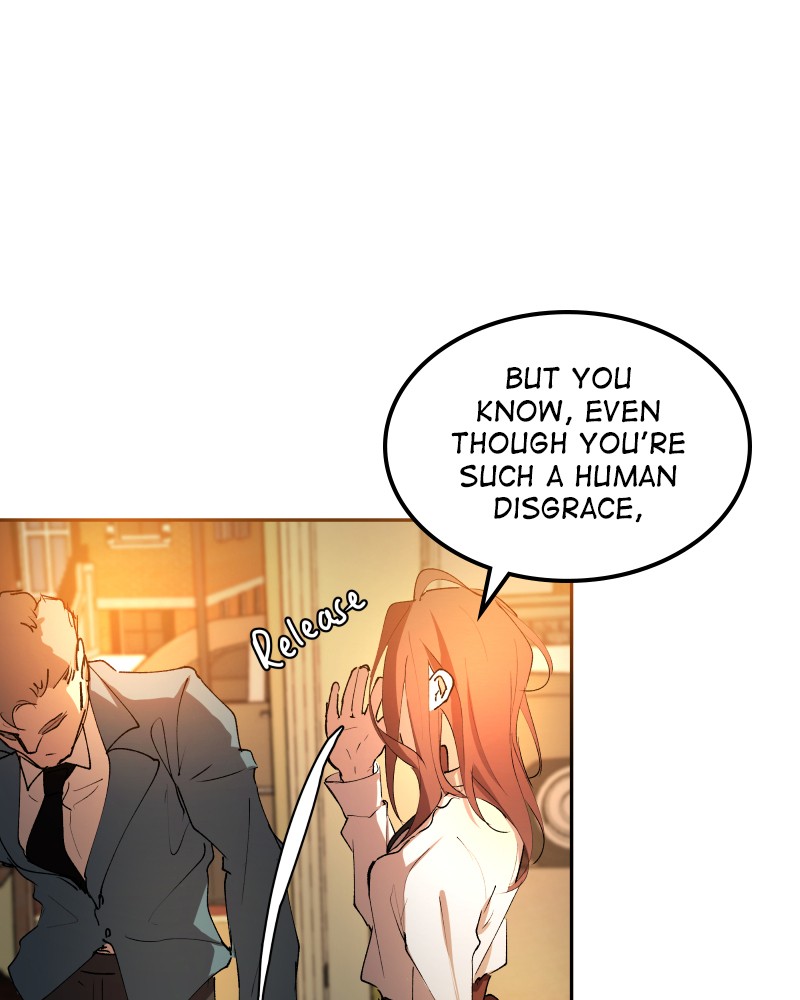 BUT YOU
KNOW, EVEN
THOUGH YOU'RE
SUCH A HUMAN
DISGRACE,
Release